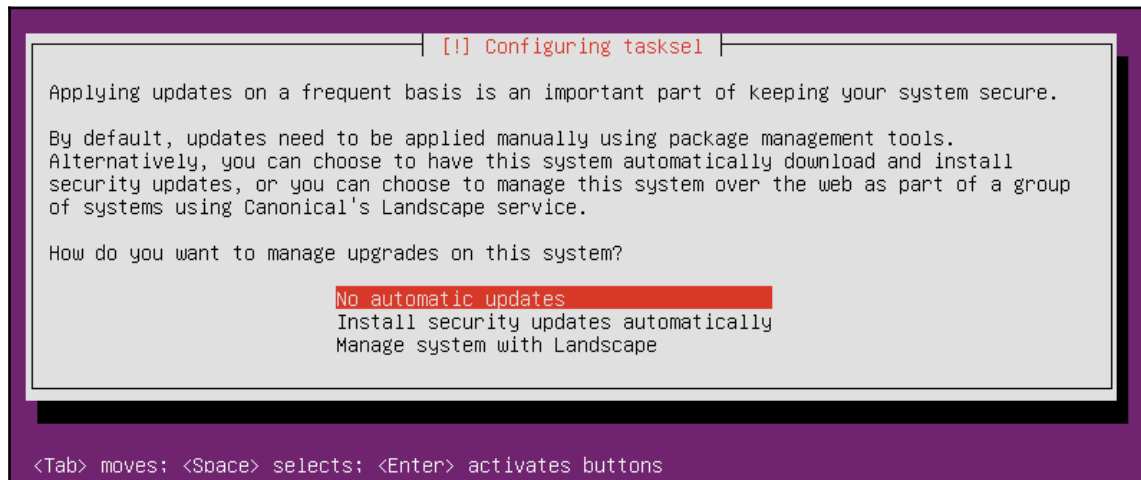 [!] Configuring tasksel
Applying updates on a frequent basis is an important part of keeping your system secure.
By default, updates need to be applied manually using package management tools.
Alternatively, you can choose to have this system automatically download and install
security updates, or you can choose to manage this system over the web as part of a group
of systems using Canonical's Landscape service.
How do you want to manage upgrades on this system?
No automatic updates
Install security updates automatically
Manage system with Landscape
<Tab> moves; <Space> selects; <Enter> activates buttons